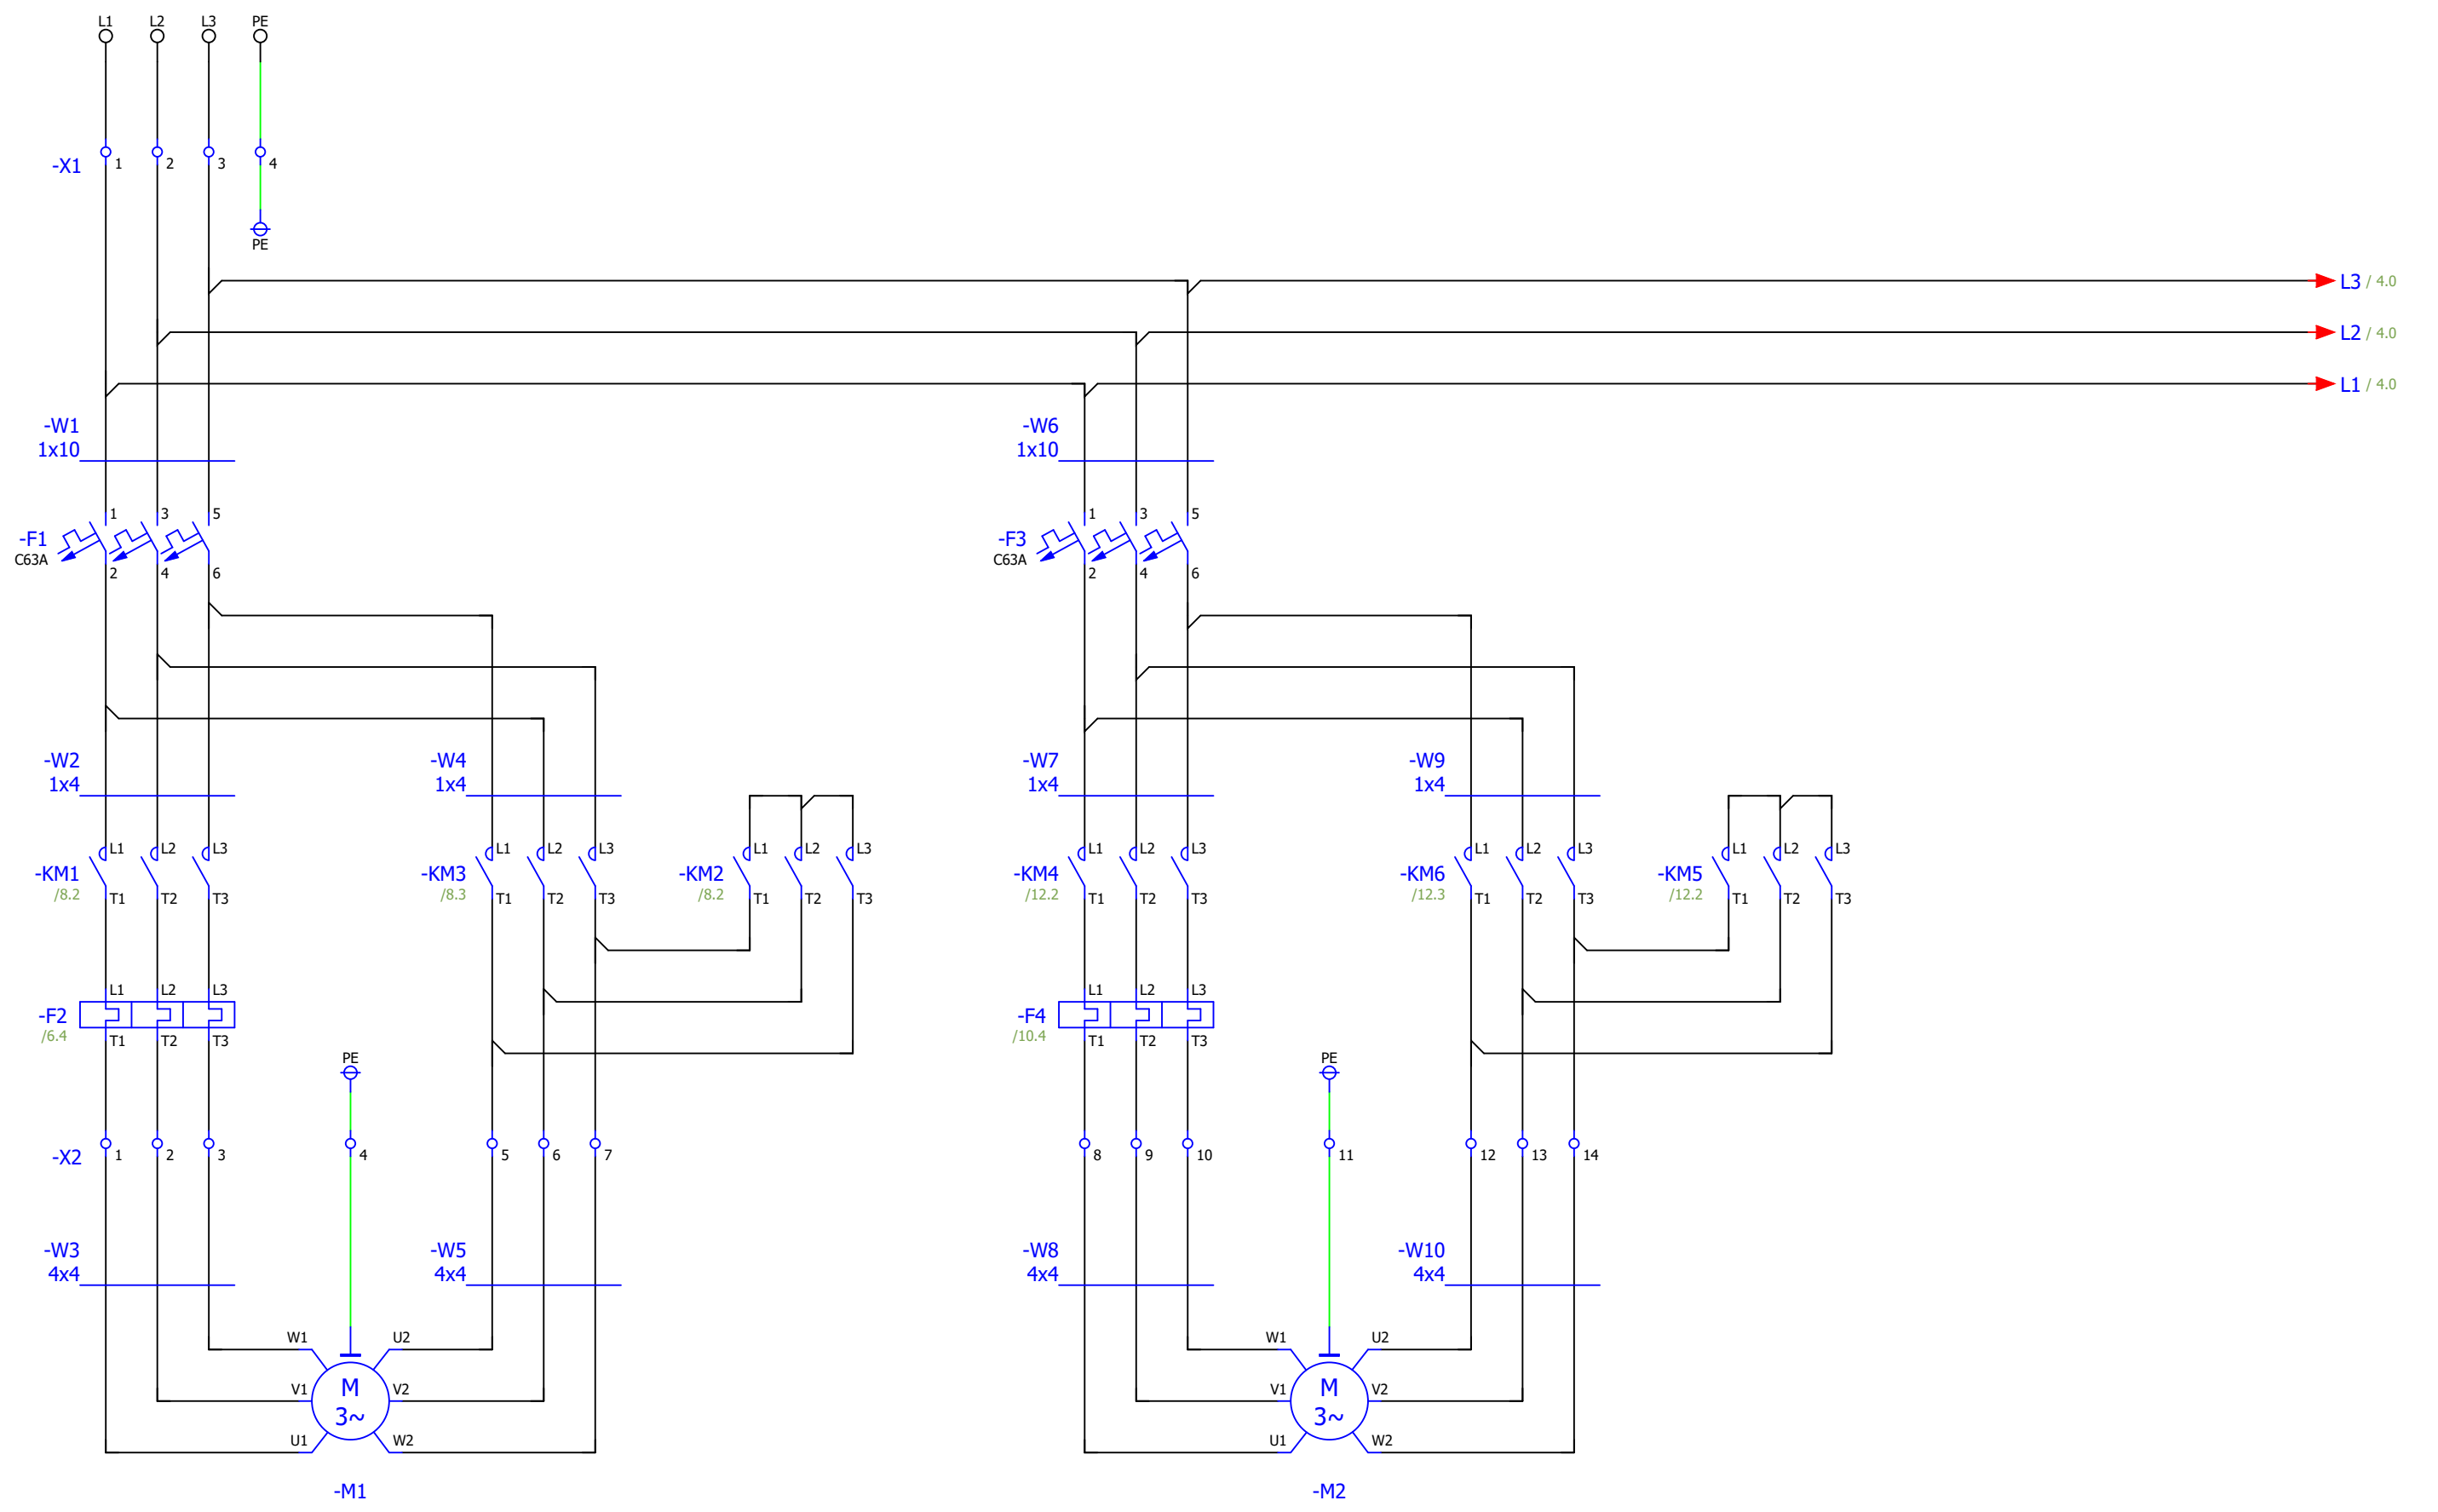 L1 L2 L3 PE
-X1 1 2 3 4
PE
L3 / 4.0
L2 / 4.0
L1 / 4.0
-W1 -W6
1x10 1x10
1 3 5 1 3 5
-F1 -F3
C63A C63A
2 4 6 2 4 6
-W2 -W4 -W7 -W9
1x4 1x4 1x4 1x4
L1 L2 L3 L1 L2 L3 L1 L2 L3 L1 L2 L3 L1 L2 L3 L1 L2 L3
-KM1 -KM3 -KM2 -KM4 -KM6 -KM5
/8.2 /8.3 /8.2 /12.2 /12.3 /12.2
T1 T2 T3 T1 T2 T3 T1 T2 T3 T1 T2 T3 T1 T2 T3 T1 T2 T3
L1 L2 L3 L1 L2 L3
-F2 -F4
/6.4 /10.4
T1 T2 T3 T1 T2 T3
PE PE
-X2 1 2 3 4 5 6 7 8 9 10 11 12 13 14
-W3 -W5 -W8 -W10
4x4 4x4 4x4 4x4
W1 U2 W1 U2
V1 M V2 V1 M V2
3~ 3~
U1 W2 U1 W2
-M1 -M2